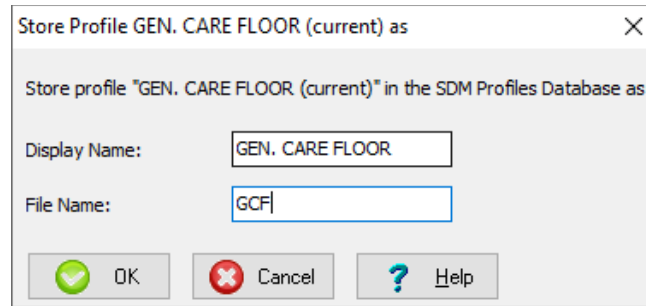 Store Profile GEN. CARE FLOOR (current) as
Store profile "GEN. CARE FLOOR (current)" in the SDM Profiles Database as
Display Name: GEN. CARE FLOOR
File Name: GCF
OK Cancel Help